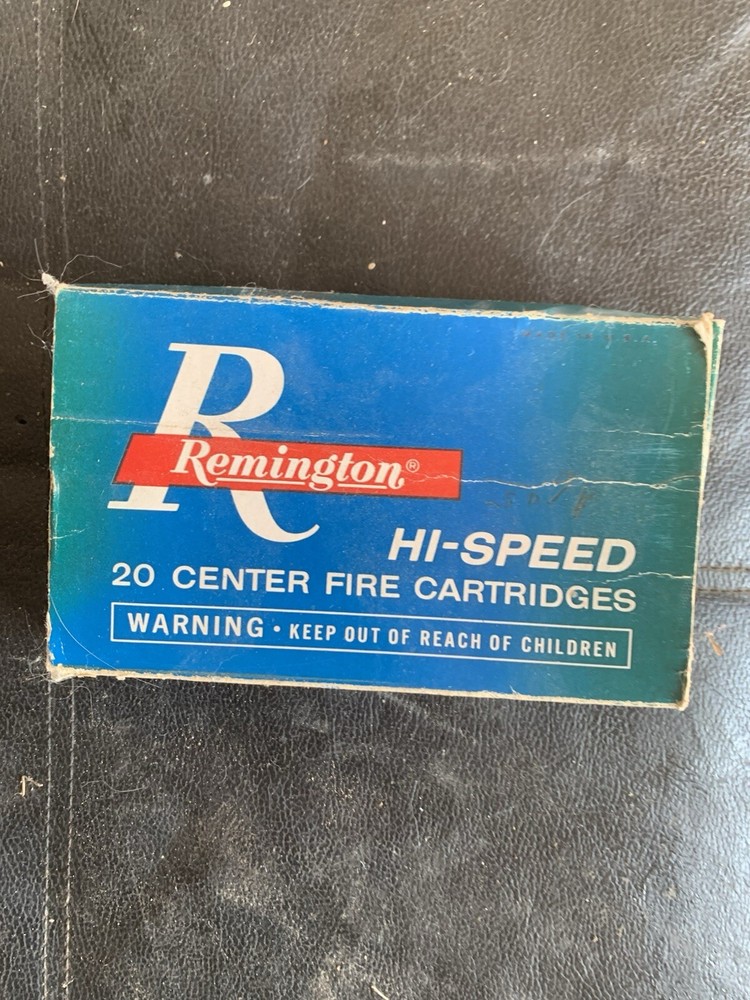 R
Remington®
HI-SPEED
20 CENTER FIRE CARTRIDGES
WARNING • KEEP OUT OF REACH OF CHILDREN